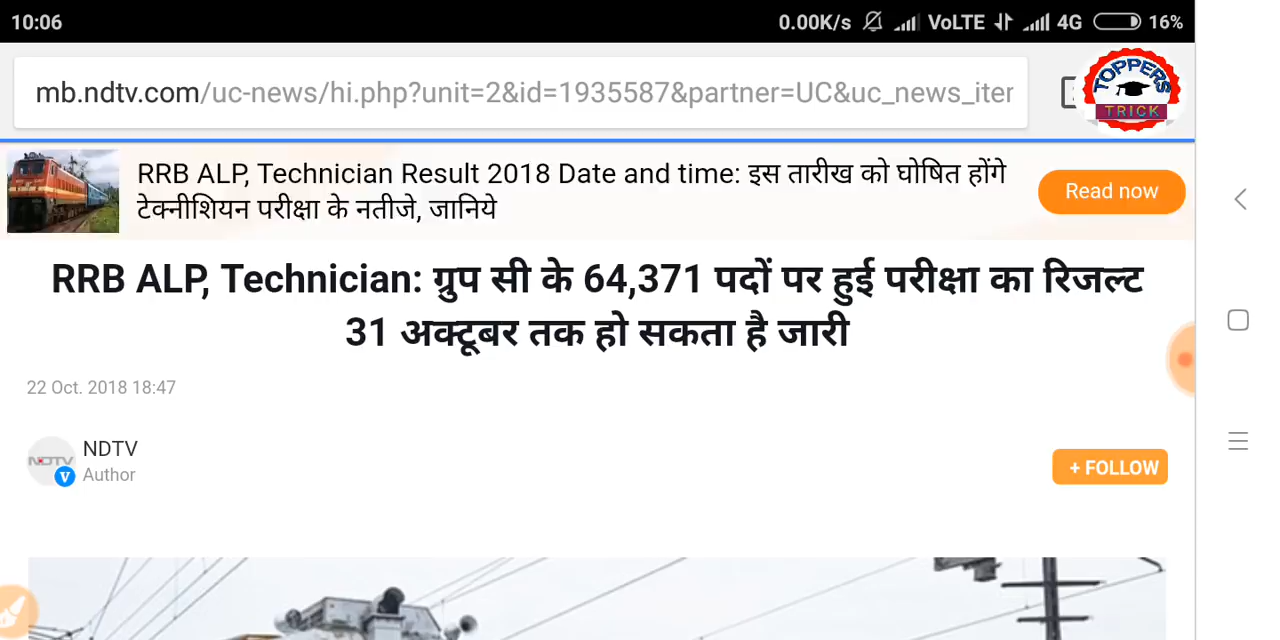 10:06
0.00K/s VoLTE 4G 16%
mb.ndtv.com/uc-news/hi.php?unit=2&id=1935587&partner=UC&uc_news_iter
TOPPERS
TRICK
RRB ALP, Technician Result 2018 Date and time: इस तारीख को घोषित होंगे
टेक्नीशियन परीक्षा के नतीजे, जानिये
Read now
RRB ALP, Technician: ग्रुप सी के 64,371 पदों पर हुई परीक्षा का रिजल्ट
31 अक्टूबर तक हो सकता है जारी
22 Oct. 2018 18:47
NDTV
NDTV
V
Author
+ FOLLOW